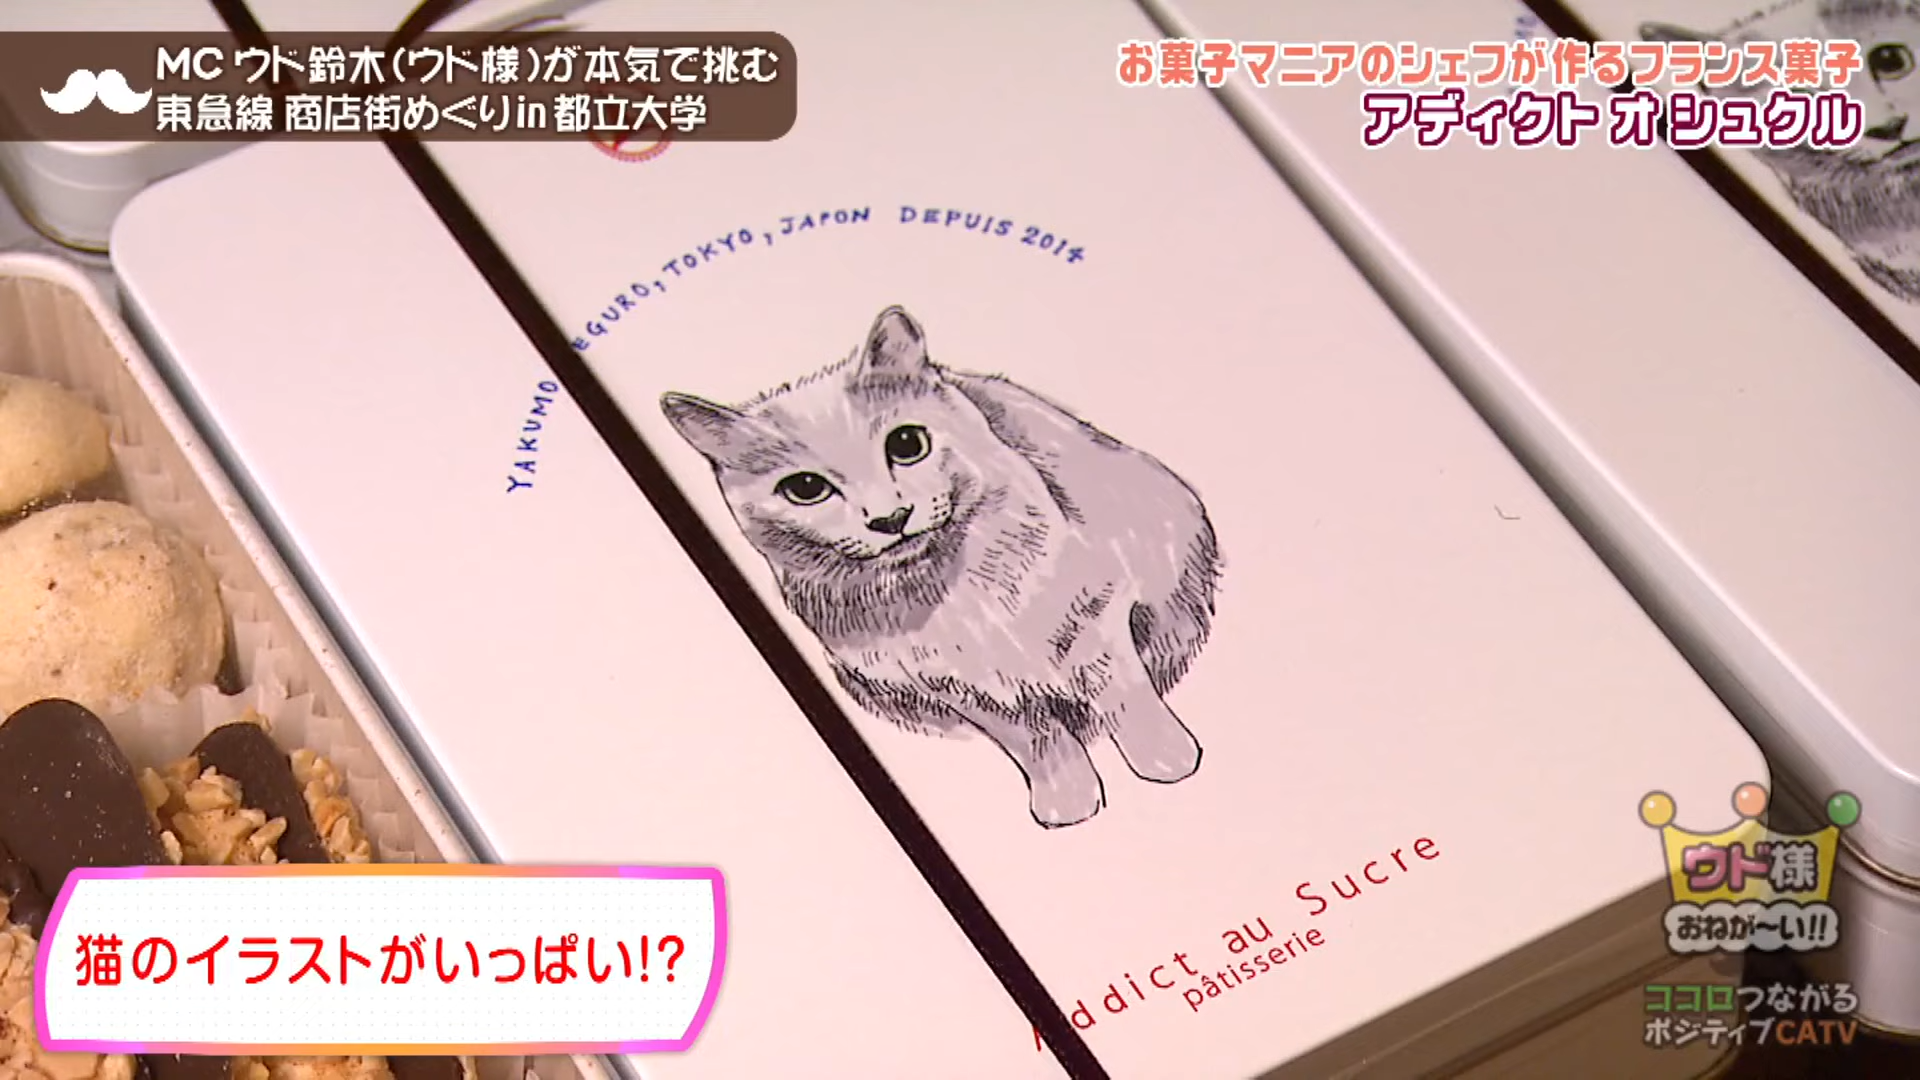 MC ウド鈴木(ウド様)が本気で挑む
東急線 商店街めぐり in 都立大学
お菓子マニアのシェフが作るフランス菓子
アディクト オ シュクル
YAKUMO EGURO, TOKYO, JAPON DEPUIS 2014
ddict au Sucre
pâtisserie
猫のイラストがいっぱい!?
ウド様
おねが〜い!!
ココロつながる
ポジティブCATV